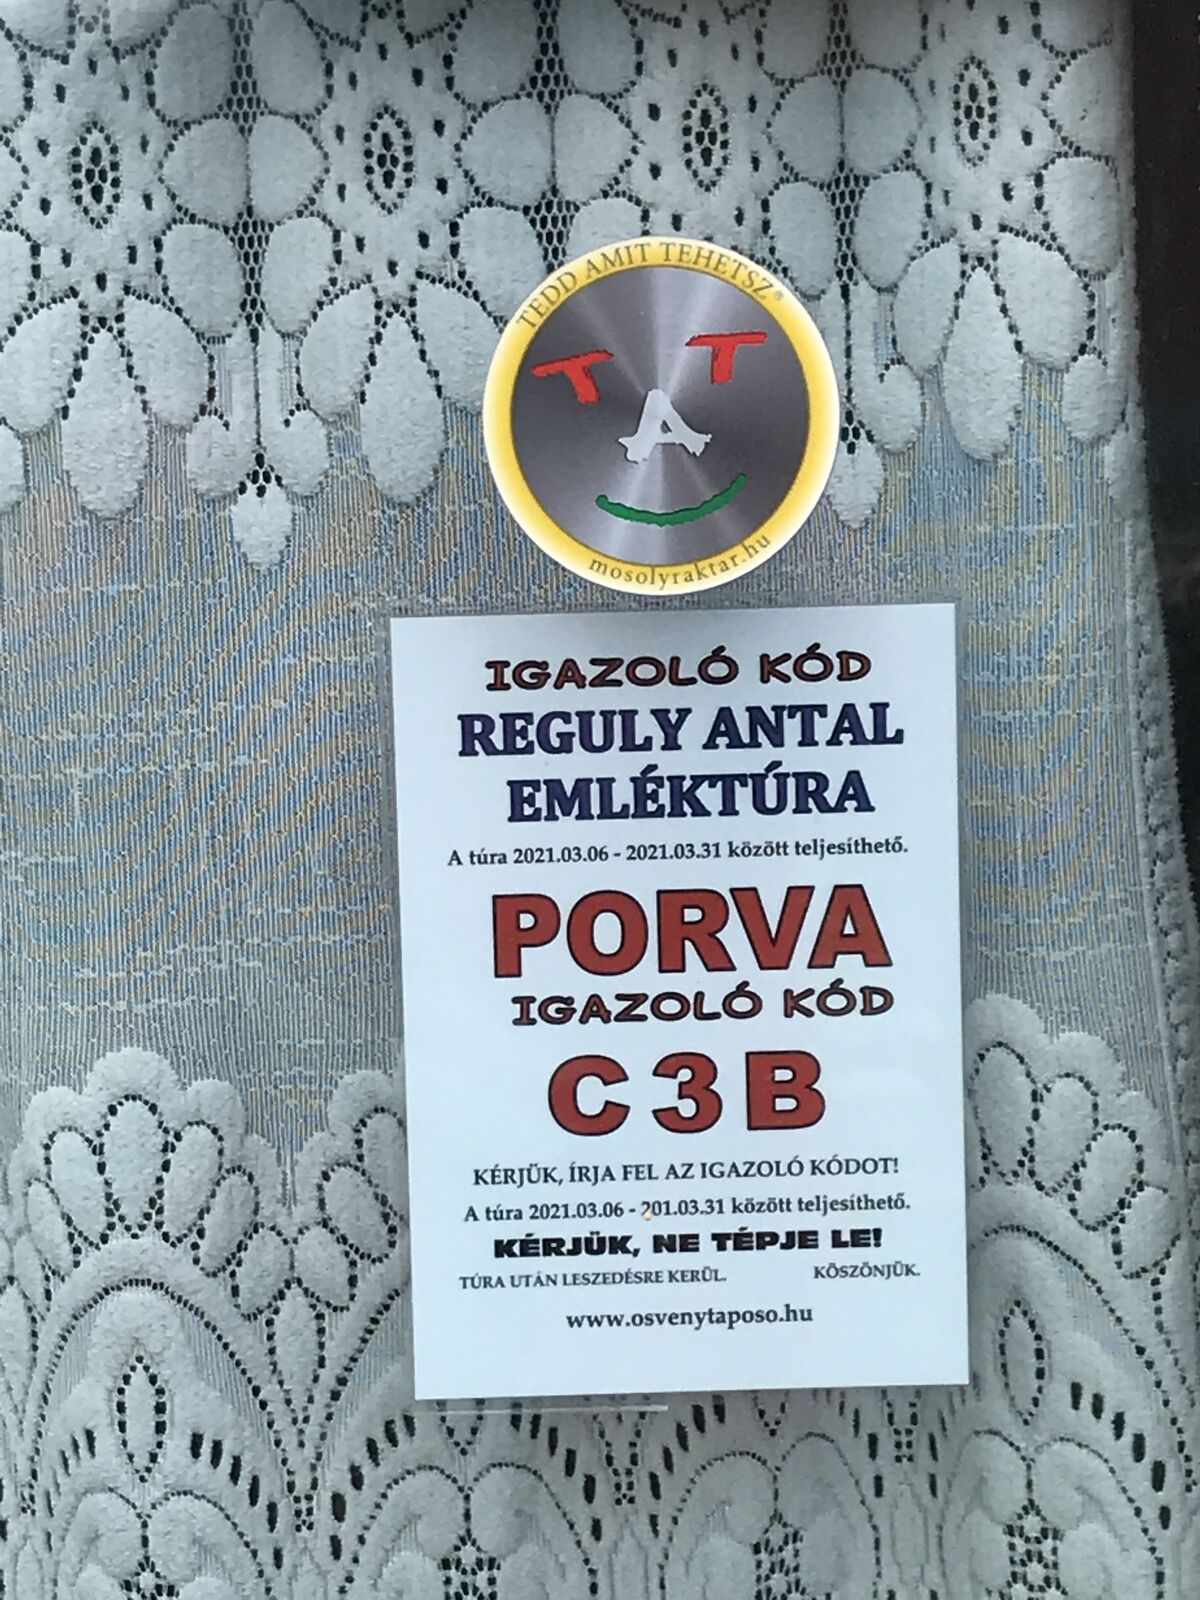 TEDD AMIT TEHETSZ®
T T
A
mosolyraktar.hu
IGAZOLÓ KÓD
REGULY ANTAL
EMLÉKTÚRA
A túra 2021.03.06 - 2021.03.31 között teljesíthető.
PORVA
IGAZOLÓ KÓD
C 3 B
KÉRJÜK, ÍRJA FEL AZ IGAZOLÓ KÓDOT!
A túra 2021.03.06 - 201.03.31 között teljesíthető.
KÉRJÜK, NE TÉPJE LE!
TÚRA UTÁN LESZEDÉSRE KERÜL. KÖSZÖNJÜK.
www.osvenytaposo.hu